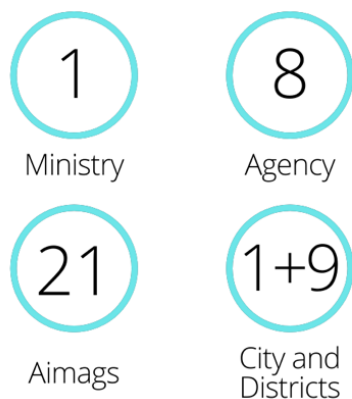 1
8
Ministry
Agency
21
1+9
Aimags
City and
Districts